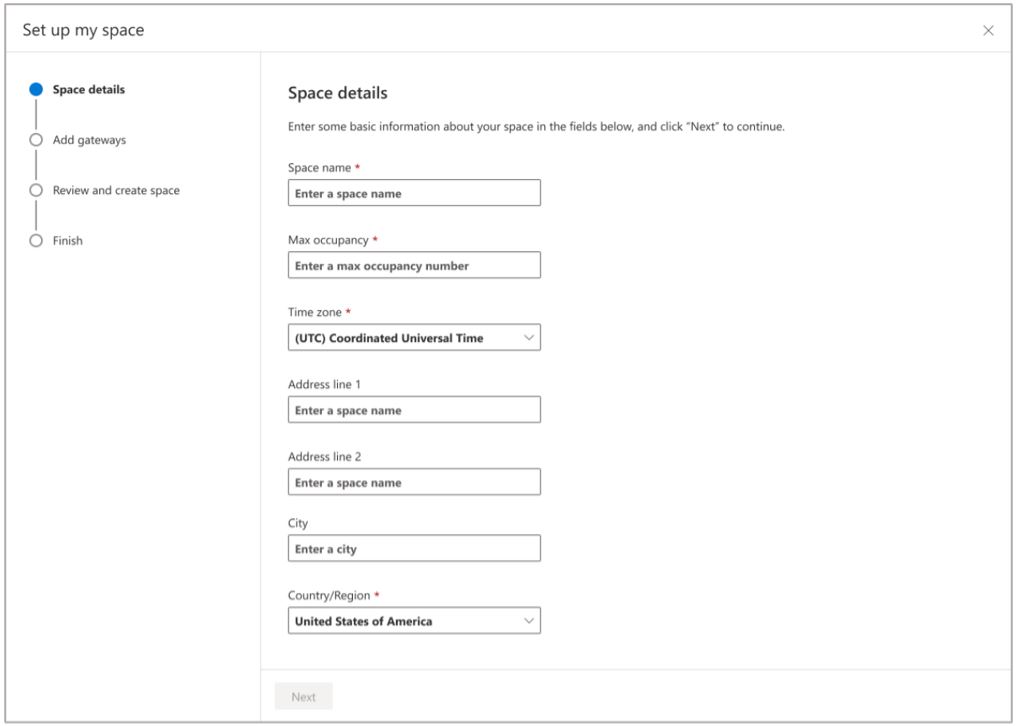 Set up my space
Space details
Add gateways
Review and create space
Finish
Space details
Enter some basic information about your space in the fields below, and click "Next" to continue.
Space name *
Enter a space name
Max occupancy *
Enter a max occupancy number
Time zone *
(UTC) Coordinated Universal Time
Address line 1
Enter a space name
Address line 2
Enter a space name
City
Enter a city
Country/Region *
United States of America
Next